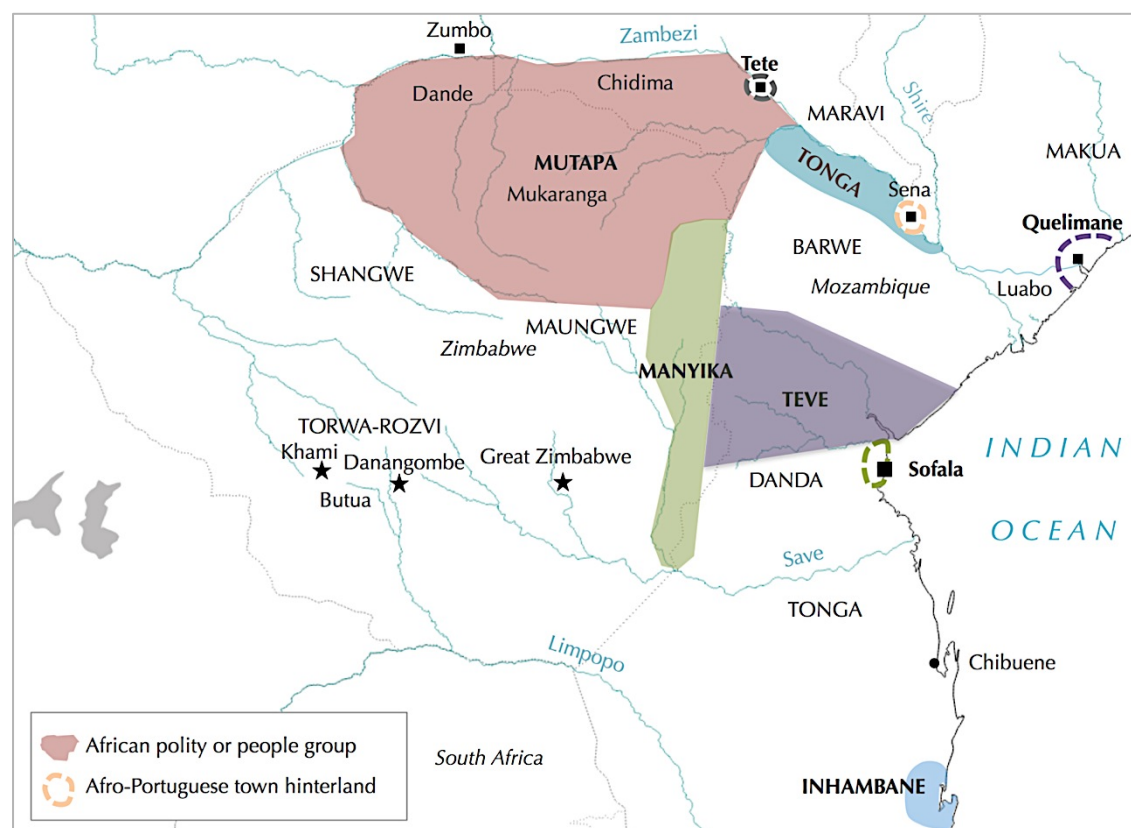 Zumbo
Zambezi
Tete
Dande
Chidima
MARAVI
Shire
MAKUA
MUTAPA
TONGA
Mukaranga
Sena
Quelimane
BARWE
SHANGWE
Mozambique
Luabo
MAUNGWE
Zimbabwe
MANYIKA
TEVE
TORWA-ROZVI
Khami
Danangombe
Great Zimbabwe
INDIAN
Sofala
DANDA
Butua
OCEAN
Save
TONGA
Limpopo
Chibuene
African polity or people group
South Africa
Afro-Portuguese town hinterland
INHAMBANE